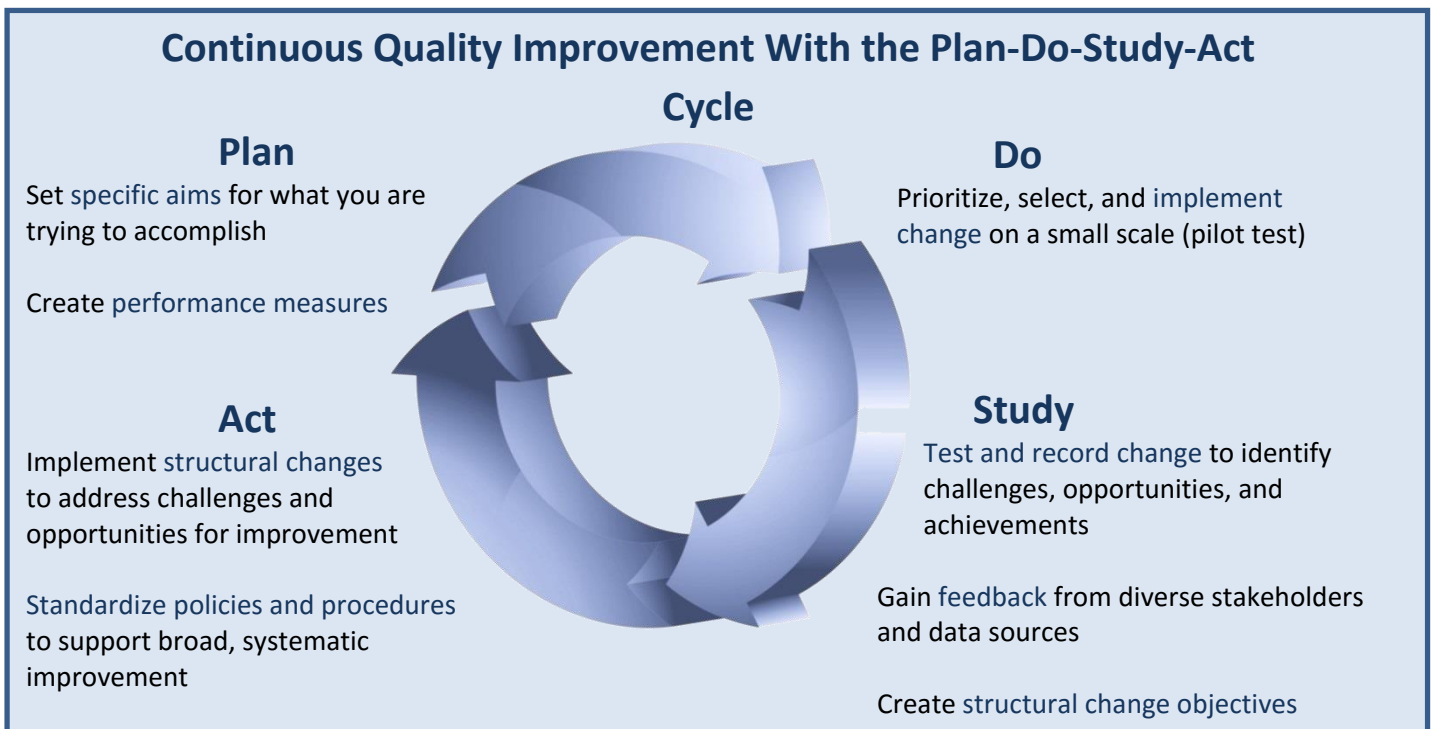 Continuous Quality Improvement With the Plan-Do-Study-Act
Cycle
Plan
Set specific aims for what you are
trying to accomplish
Create performance measures
Do
Prioritize, select, and implement
change on a small scale (pilot test)
Study
Test and record change to identify
challenges, opportunities, and
achievements
Gain feedback from diverse stakeholders
and data sources
Create structural change objectives
Act
Implement structural changes
to address challenges and
opportunities for improvement
Standardize policies and procedures
to support broad, systematic
improvement